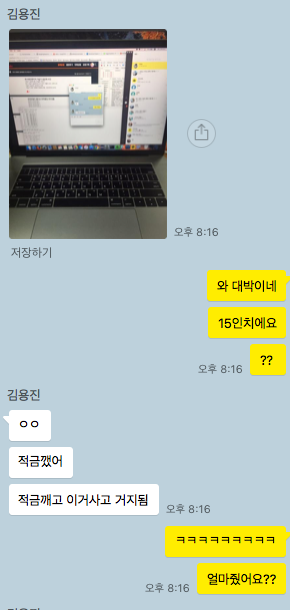 김용진
오후 8:16
저장하기
와 대박이네
15인치에요
??
오후 8:16
김용진
ㅇㅇ
적금깼어
적금깨고 이거사고 거지됨
오후 8:16
ㅋㅋㅋㅋㅋㅋㅋㅋㅋ
얼마줬어요??
오후 8:16